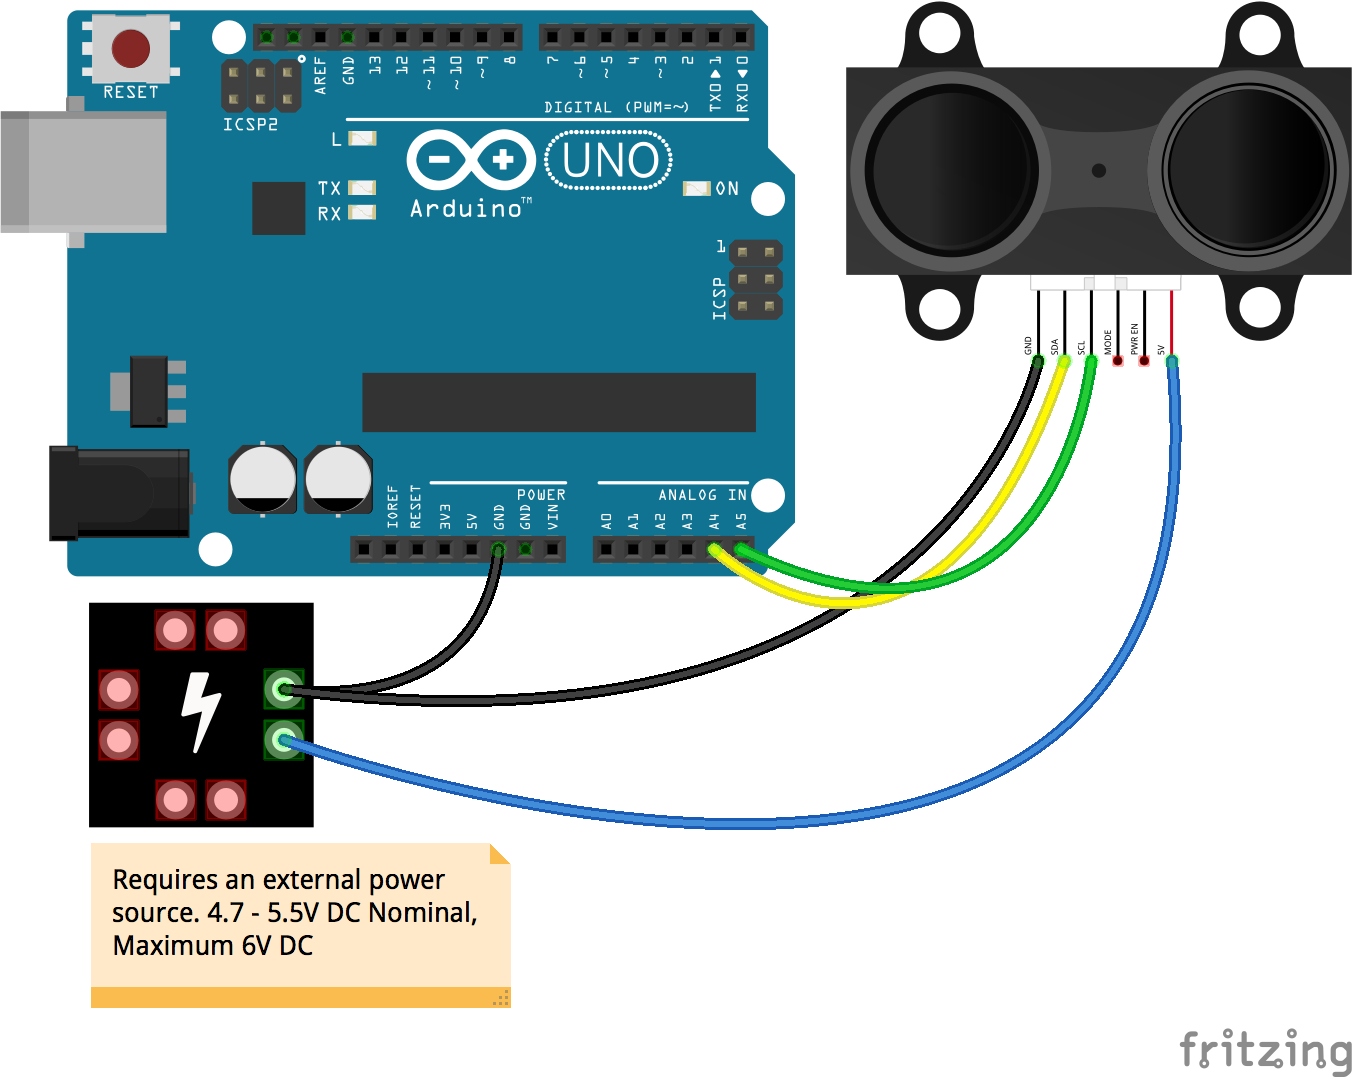 RESET
ICSP2
AREF
GND
13
12
~11
~10
~9
8
7
~6
~5
4
~3
2
TX0▶1
RX0◀0
DIGITAL (PWM=~)
L
TX
RX
UNO
ON
Arduino™
1
ICSP
IOREF
RESET
3V3
5V
GND
GND
VIN
POWER
ANALOG IN
A0
A1
A2
A3
A4
A5
GND
SDA
SCL
MODE
PWR EN
5V
Requires an external power
source. 4.7 - 5.5V DC Nominal,
Maximum 6V DC
fritzing